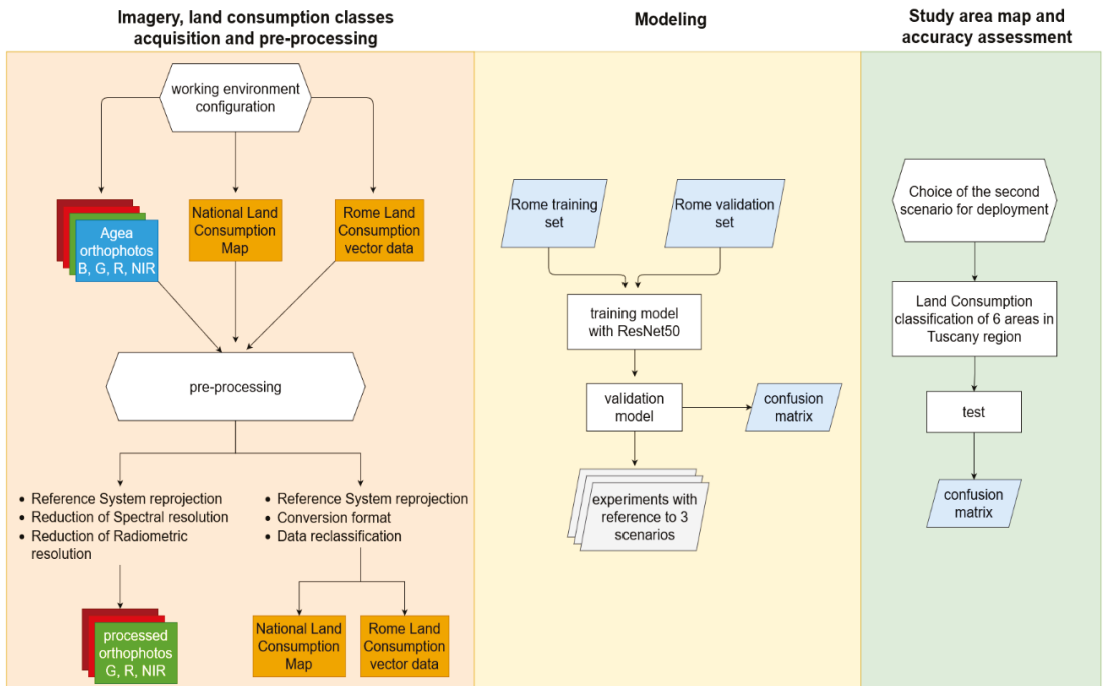 Imagery, land consumption classes
acquisition and pre-processing
Modeling
Study area map and
accuracy assessment
working environment
configuration
Agea
orthophotos
B, G, R, NIR
National Land
Consumption
Map
Rome Land
Consumption
vector data
pre-processing
• Reference System reprojection
• Reduction of Spectral resolution
• Reduction of Radiometric
resolution
• Reference System reprojection
• Conversion format
• Data reclassification
processed
orthophotos
G, R, NIR
National Land
Consumption
Map
Rome Land
Consumption
vector data
Rome training
set
Rome validation
set
training model
with ResNet50
validation
model
confusion
matrix
experiments with
reference to 3
scenarios
Choice of the second
scenario for deployment
Land Consumption
classification of 6 areas in
Tuscany region
test
confusion
matrix